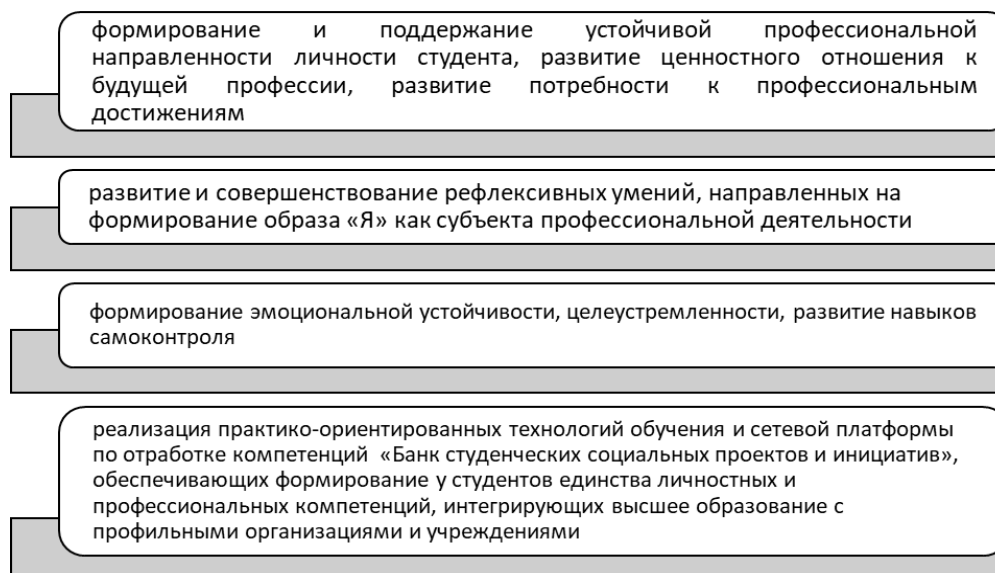 формирование и поддержание устойчивой профессиональной
направленности личности студента, развитие ценностного отношения к
будущей профессии, развитие потребности к профессиональным
достижениям
развитие и совершенствование рефлексивных умений, направленных на
формирование образа «Я» как субъекта профессиональной деятельности
формирование эмоциональной устойчивости, целеустремленности, развитие навыков
самоконтроля
реализация практико-ориентированных технологий обучения и сетевой платформы
по отработке компетенций «Банк студенческих социальных проектов и инициатив»,
обеспечивающих формирование у студентов единства личностных и
профессиональных компетенций, интегрирующих высшее образование с
профильными организациями и учреждениями